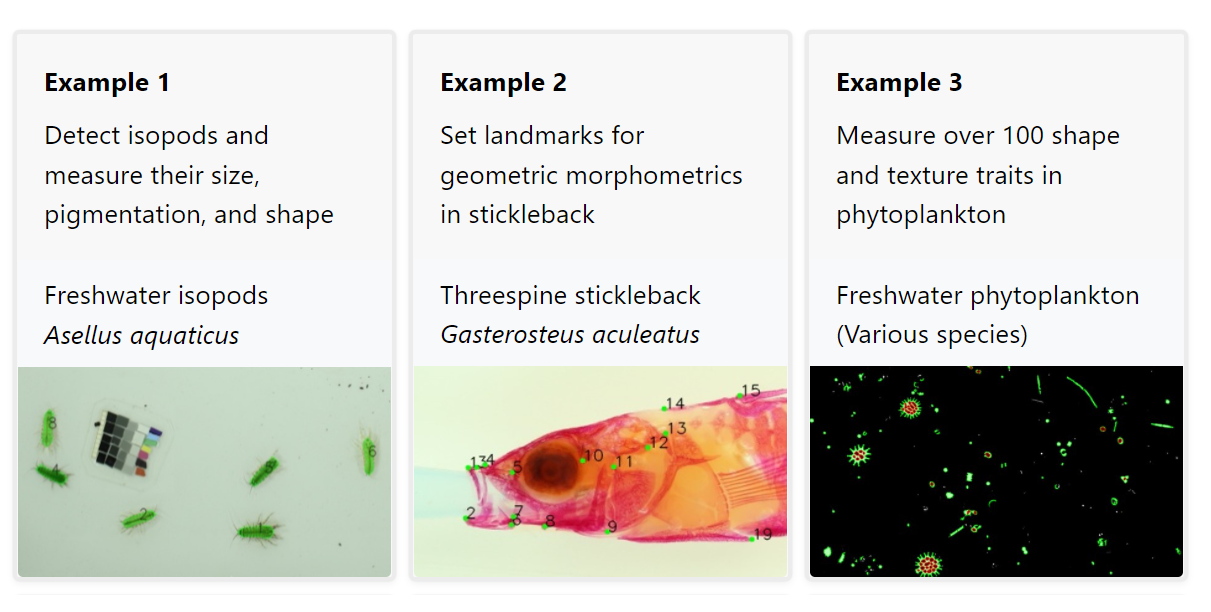 Example 1
Detect isopods and
measure their size,
pigmentation, and shape
Freshwater isopods
Asellus aquaticus
8
4
2
1
3
6
Example 2
Set landmarks for
geometric morphometrics
in stickleback
Threespine stickleback
Gasterosteus aculeatus
15
14
13
12
10
11
134
5
2
7
6
8
9
19
Example 3
Measure over 100 shape
and texture traits in
phytoplankton
Freshwater phytoplankton
(Various species)